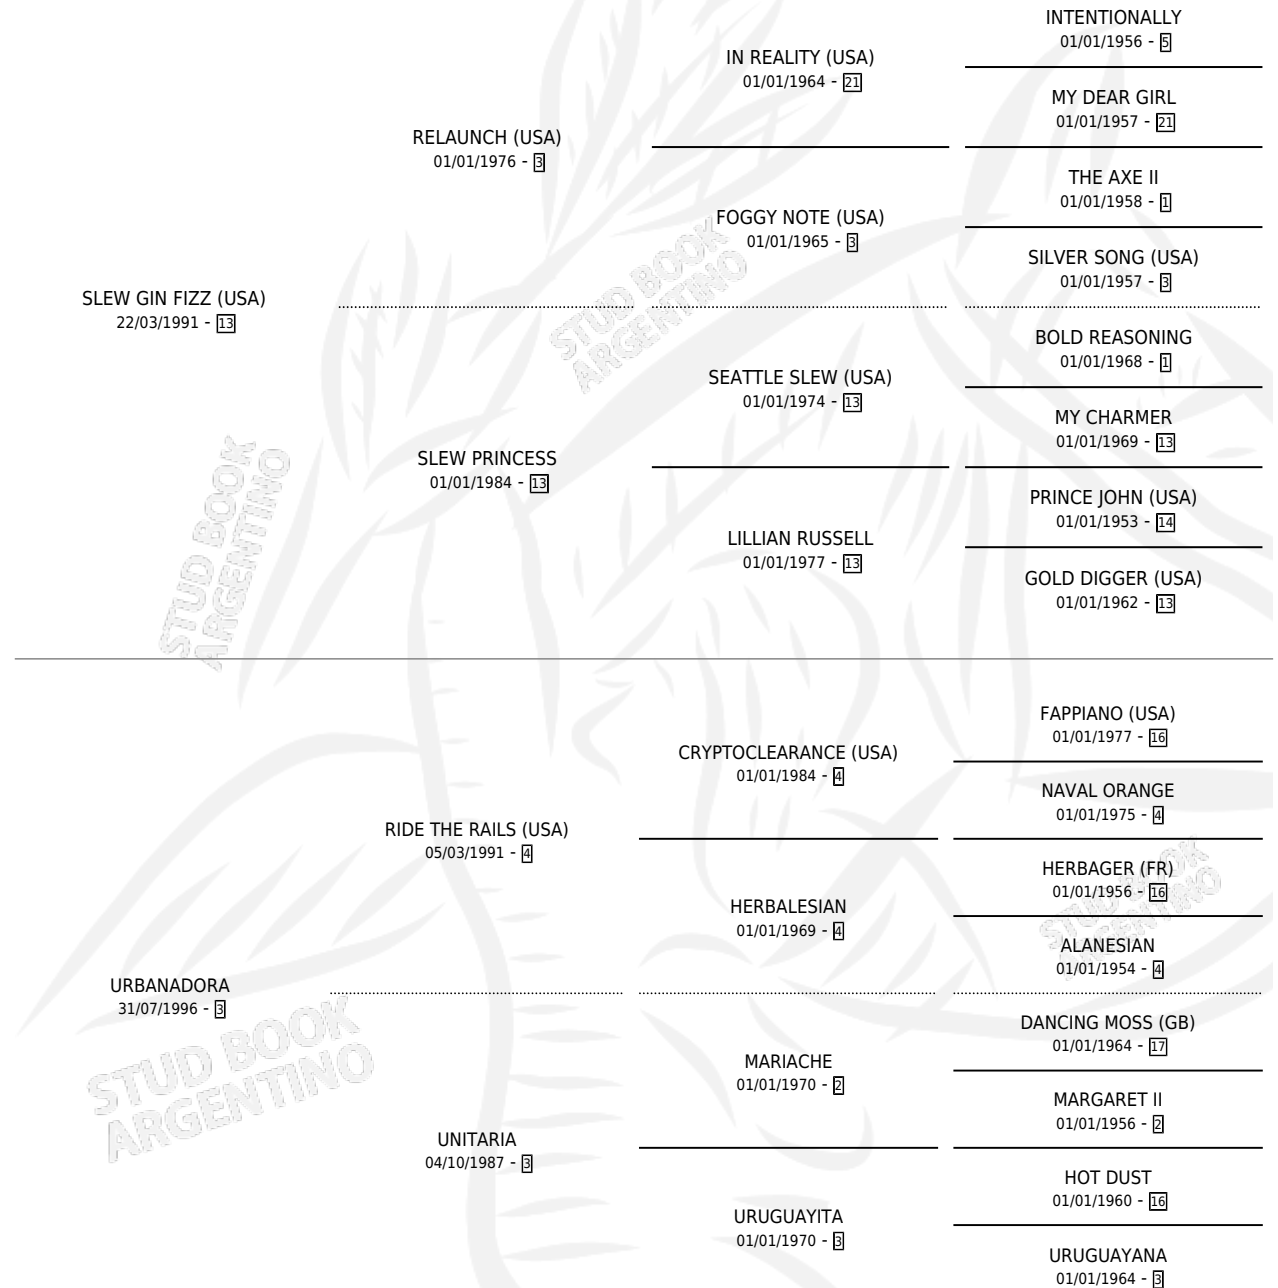 INTENTIONALLY
01/01/1956 - 5
IN REALITY (USA)
01/01/1964 - 21
MY DEAR GIRL
01/01/1957 - 21
RELAUNCH (USA)
01/01/1976 - 3
THE AXE II
01/01/1958 - 1
FOGGY NOTE (USA)
01/01/1965 - 3
SILVER SONG (USA)
01/01/1957 - 3
SLEW GIN FIZZ (USA)
22/03/1991 - 13
BOLD REASONING
01/01/1968 - 1
SEATTLE SLEW (USA)
01/01/1974 - 13
MY CHARMER
01/01/1969 - 13
SLEW PRINCESS
01/01/1984 - 13
PRINCE JOHN (USA)
01/01/1953 - 14
LILLIAN RUSSELL
01/01/1977 - 13
GOLD DIGGER (USA)
01/01/1962 - 13
FAPPIANO (USA)
01/01/1977 - 16
CRYPTOCLEARANCE (USA)
01/01/1984 - 4
NAVAL ORANGE
01/01/1975 - 4
RIDE THE RAILS (USA)
05/03/1991 - 4
HERBAGER (FR)
01/01/1956 - 16
HERBALESIAN
01/01/1969 - 4
ALANESIAN
01/01/1954 - 4
URBANADORA
31/07/1996 - 3
DANCING MOSS (GB)
01/01/1964 - 17
MARIACHE
01/01/1970 - 2
MARGARET II
01/01/1956 - 2
UNITARIA
04/10/1987 - 3
HOT DUST
01/01/1960 - 16
URUGUAYITA
01/01/1970 - 3
URUGUAYANA
01/01/1964 - 3
STUD BOOK
ARGENTINO
STUD BOOK
ARGENTINO
STUD BOOK
ARGENTINO
STUD BOOK
ARGENTINO